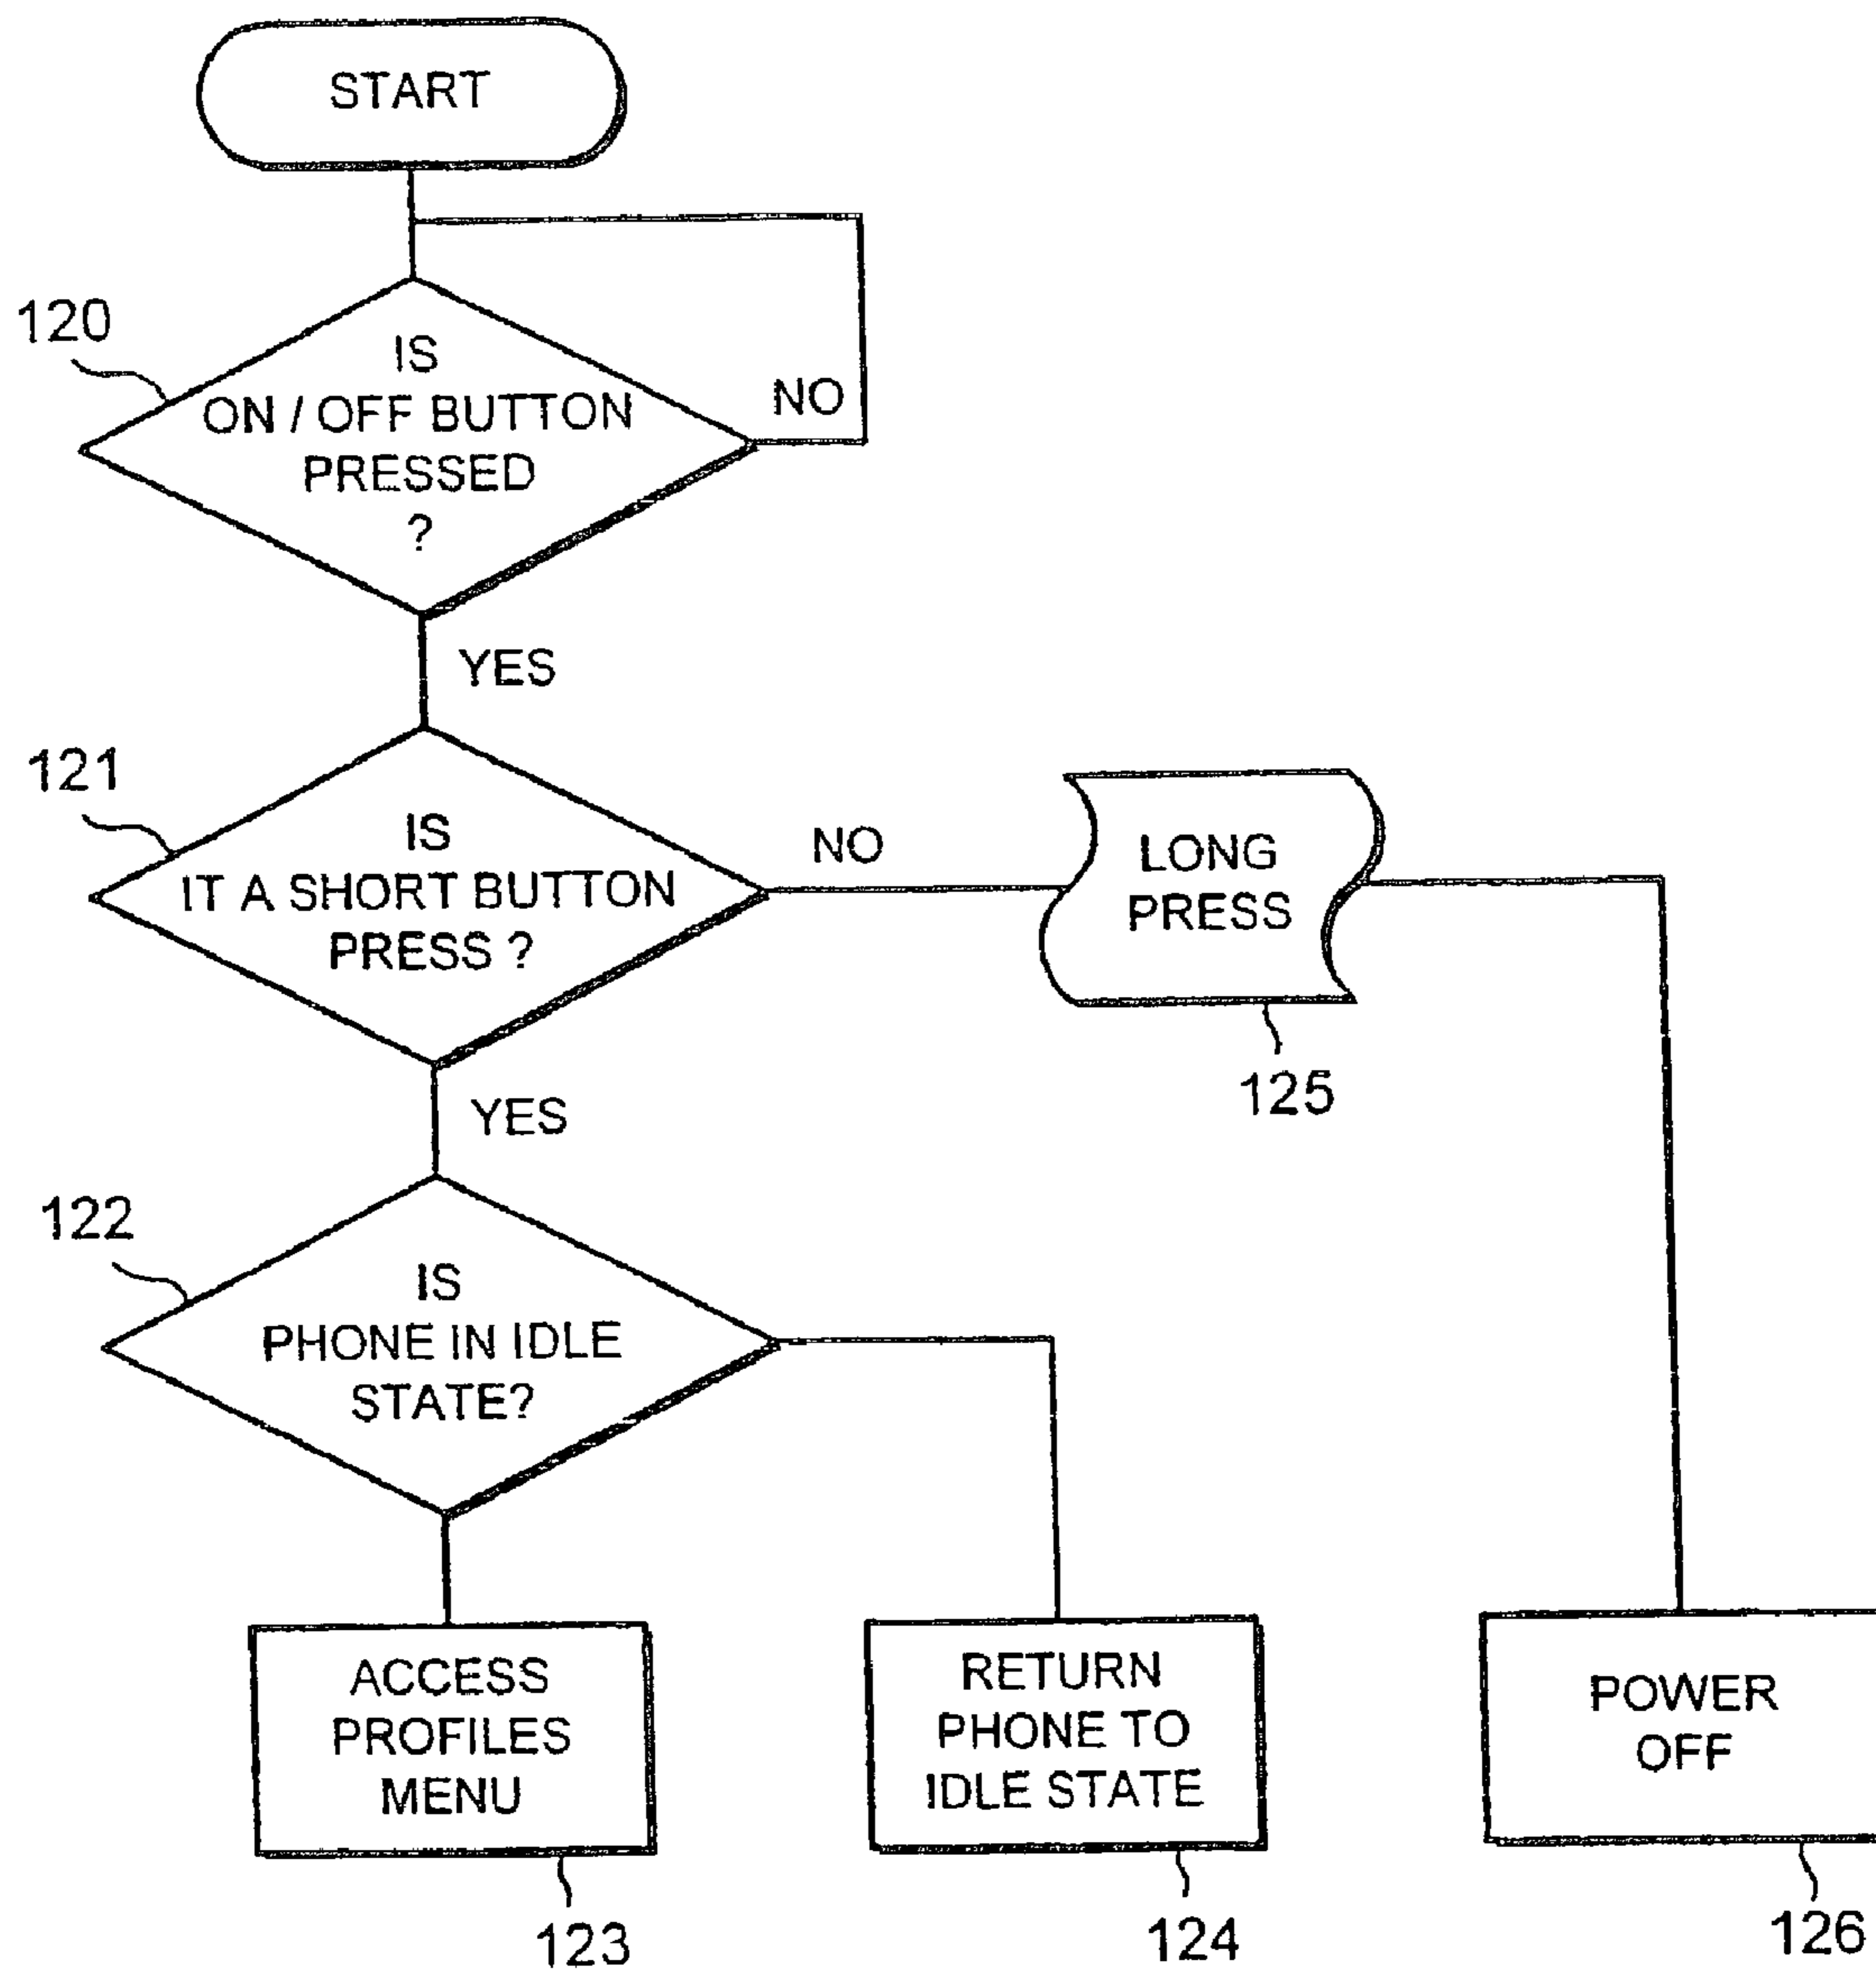 START
120
IS
ON / OFF BUTTON
PRESSED
?
NO
YES
121
IS
IT A SHORT BUTTON
PRESS ?
NO
LONG
PRESS
125
YES
122
IS
PHONE IN IDLE
STATE?
ACCESS
PROFILES
MENU
123
RETURN
PHONE TO
IDLE STATE
124
POWER
OFF
126